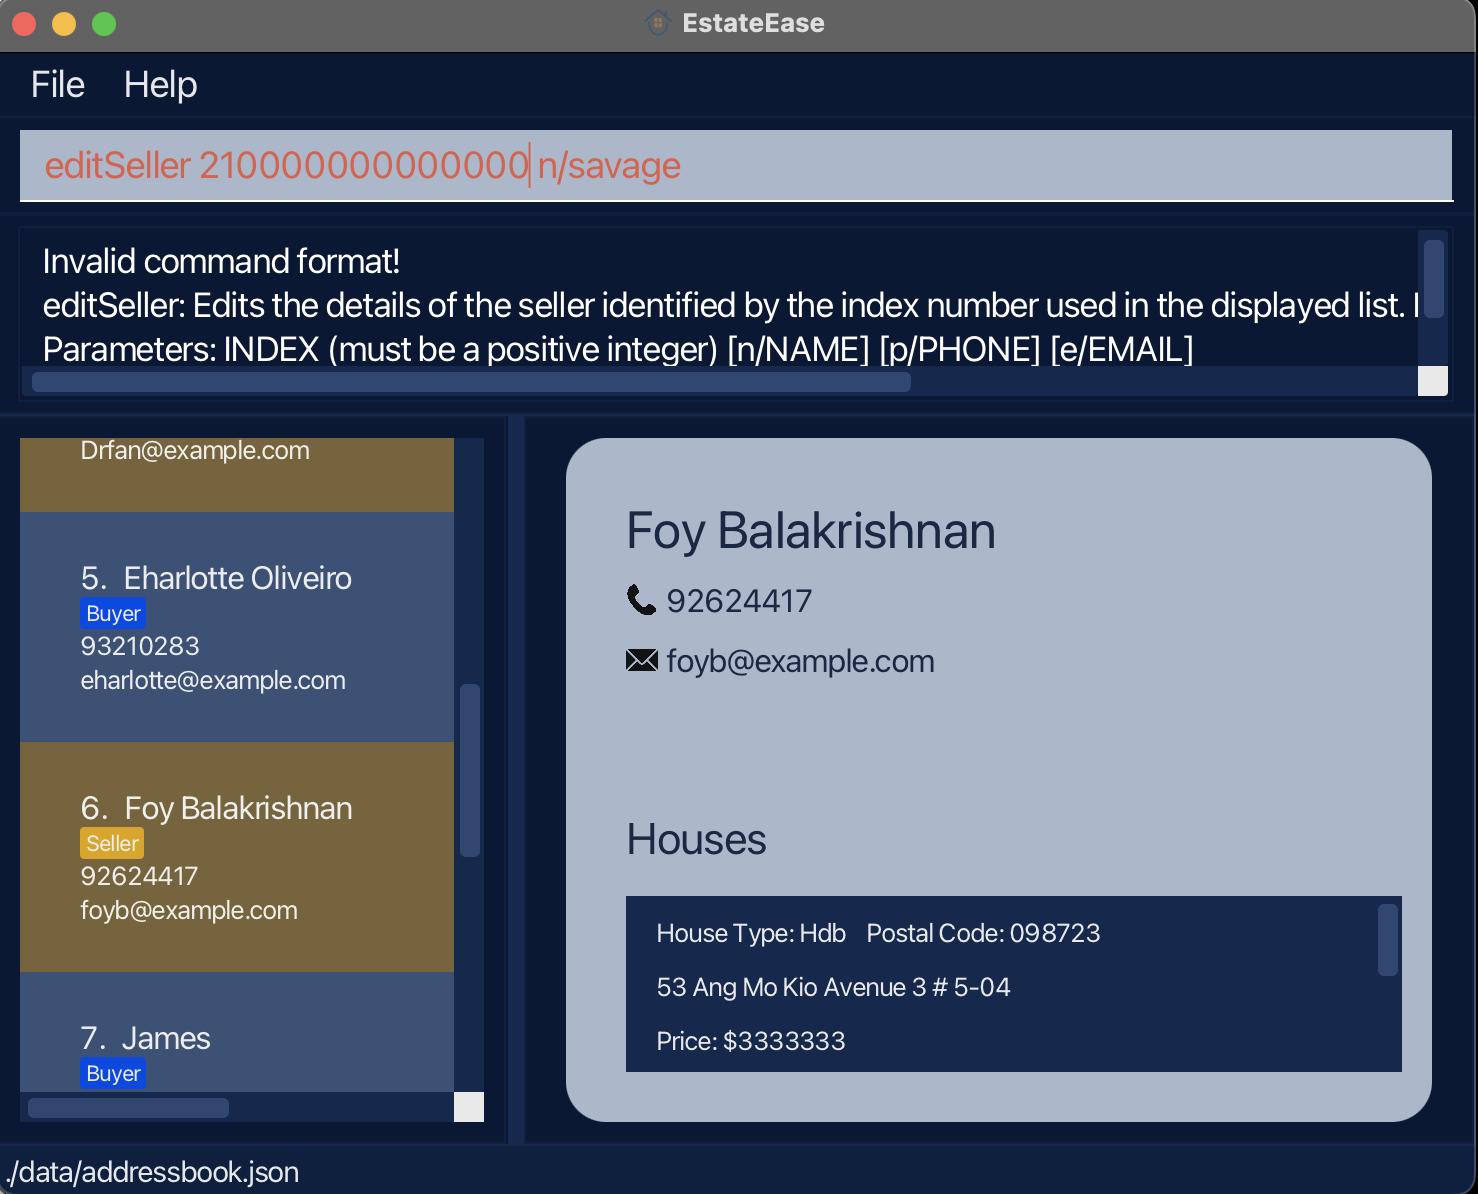 EstateEase
File Help
editSeller 210000000000000 n/savage
Invalid command format!
editSeller: Edits the details of the seller identified by the index number used in the displayed list.
Parameters: INDEX (must be a positive integer) [n/NAME] [p/PHONE] [e/EMAIL]
Drfan@example.com
5. Eharlotte Oliveiro
Buyer
93210283
eharlotte@example.com
6. Foy Balakrishnan
Seller
92624417
foyb@example.com
7. James
Buyer
Foy Balakrishnan
92624417
foyb@example.com
Houses
House Type: Hdb Postal Code: 098723
53 Ang Mo Kio Avenue 3 # 5-04
Price: $3333333
./data/addressbook.json